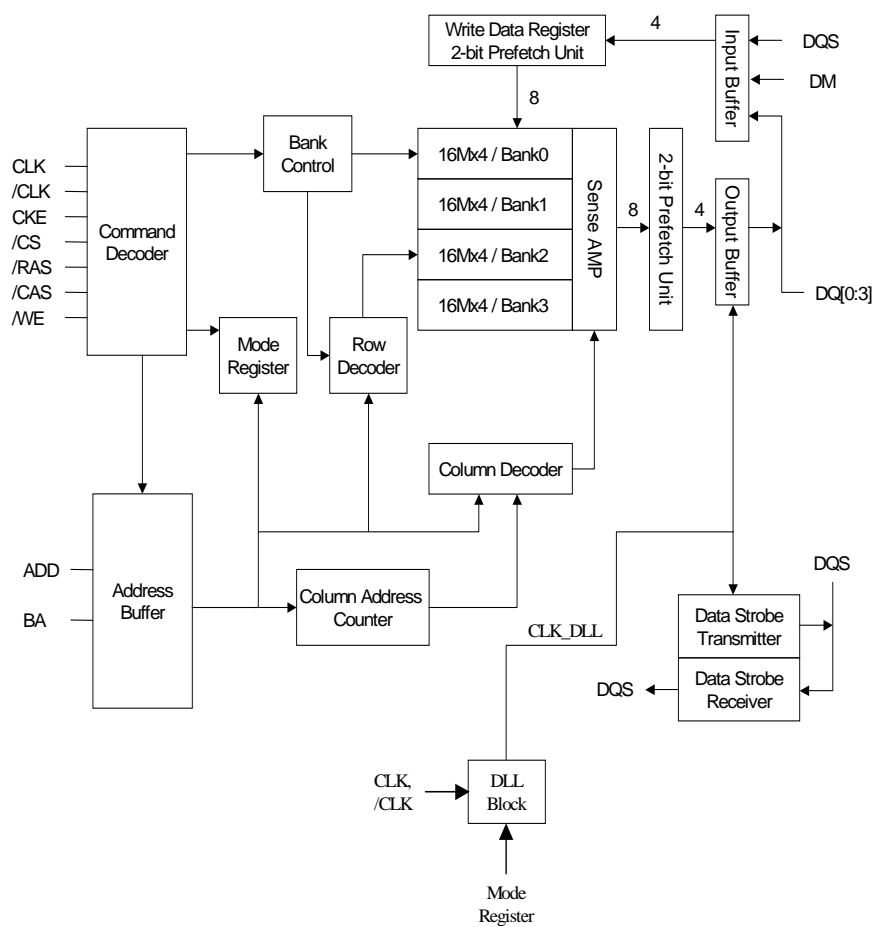 Write Data Register
2-bit Prefetch Unit
4
Input Buffer
DQS
DM
8
Bank
Control
16Mx4 / Bank0
16Mx4 / Bank1
16Mx4 / Bank2
16Mx4 / Bank3
Sense AMP
8
2-bit Prefetch Unit
4
Output Buffer
DQ[0:3]
CLK
/CLK
CKE
/CS
/RAS
/CAS
/WE
Command
Decoder
Mode
Register
Row
Decoder
Column Decoder
ADD
BA
Address
Buffer
Column Address
Counter
CLK_DLL
DQS
Data Strobe
Transmitter
Data Strobe
Receiver
DQS
CLK,
/CLK
DLL
Block
Mode
Register